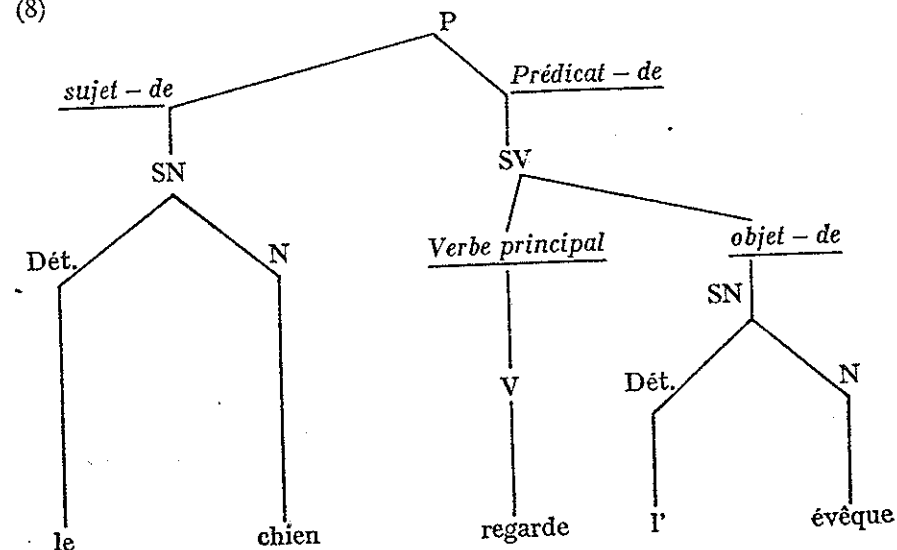 (8)
P
sujet – de Prédicat – de
SN SV
Dét. N Verbe principal objet – de
SN
V Dét. N
le chien regarde l' évêque